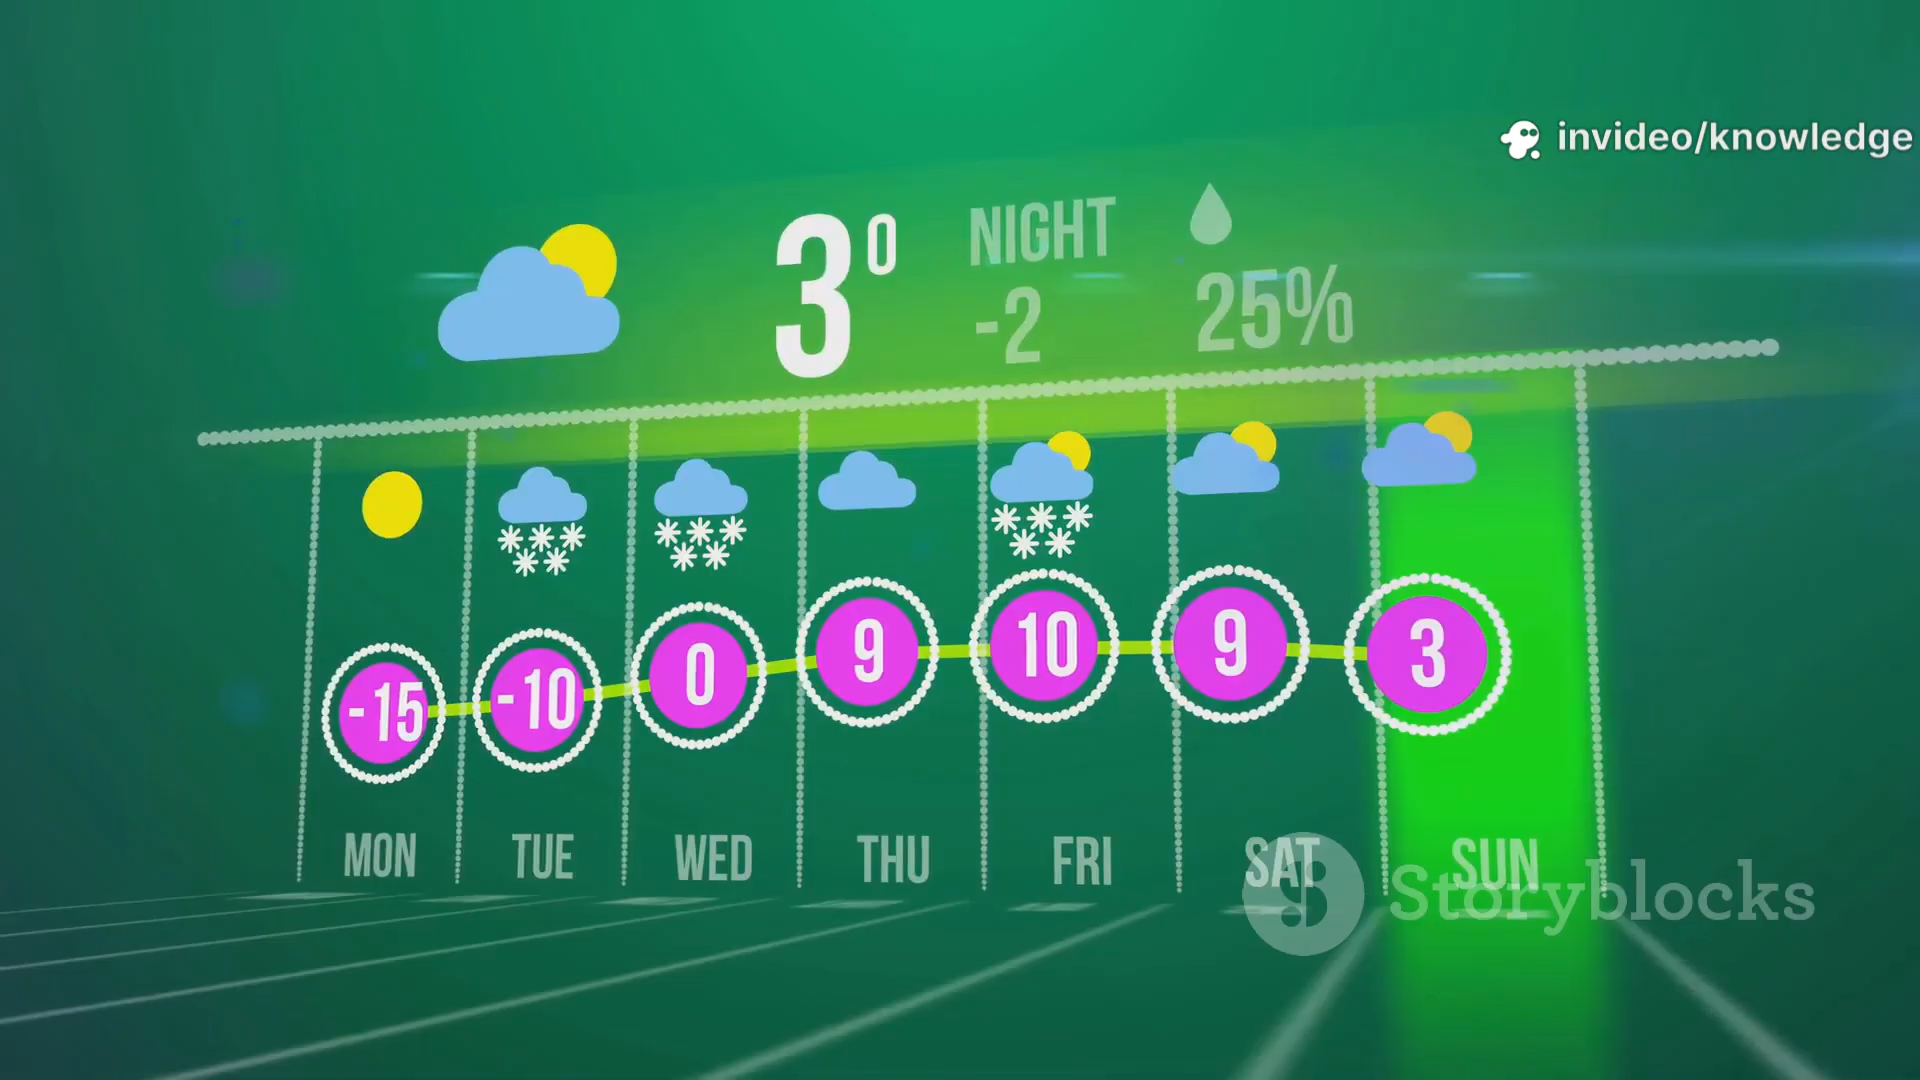 invideo/knowledge
3°
NIGHT
-2
25%
-15 -10 0 9 10 9 3
MON TUE WED THU FRI SAT SUN
Storyblocks